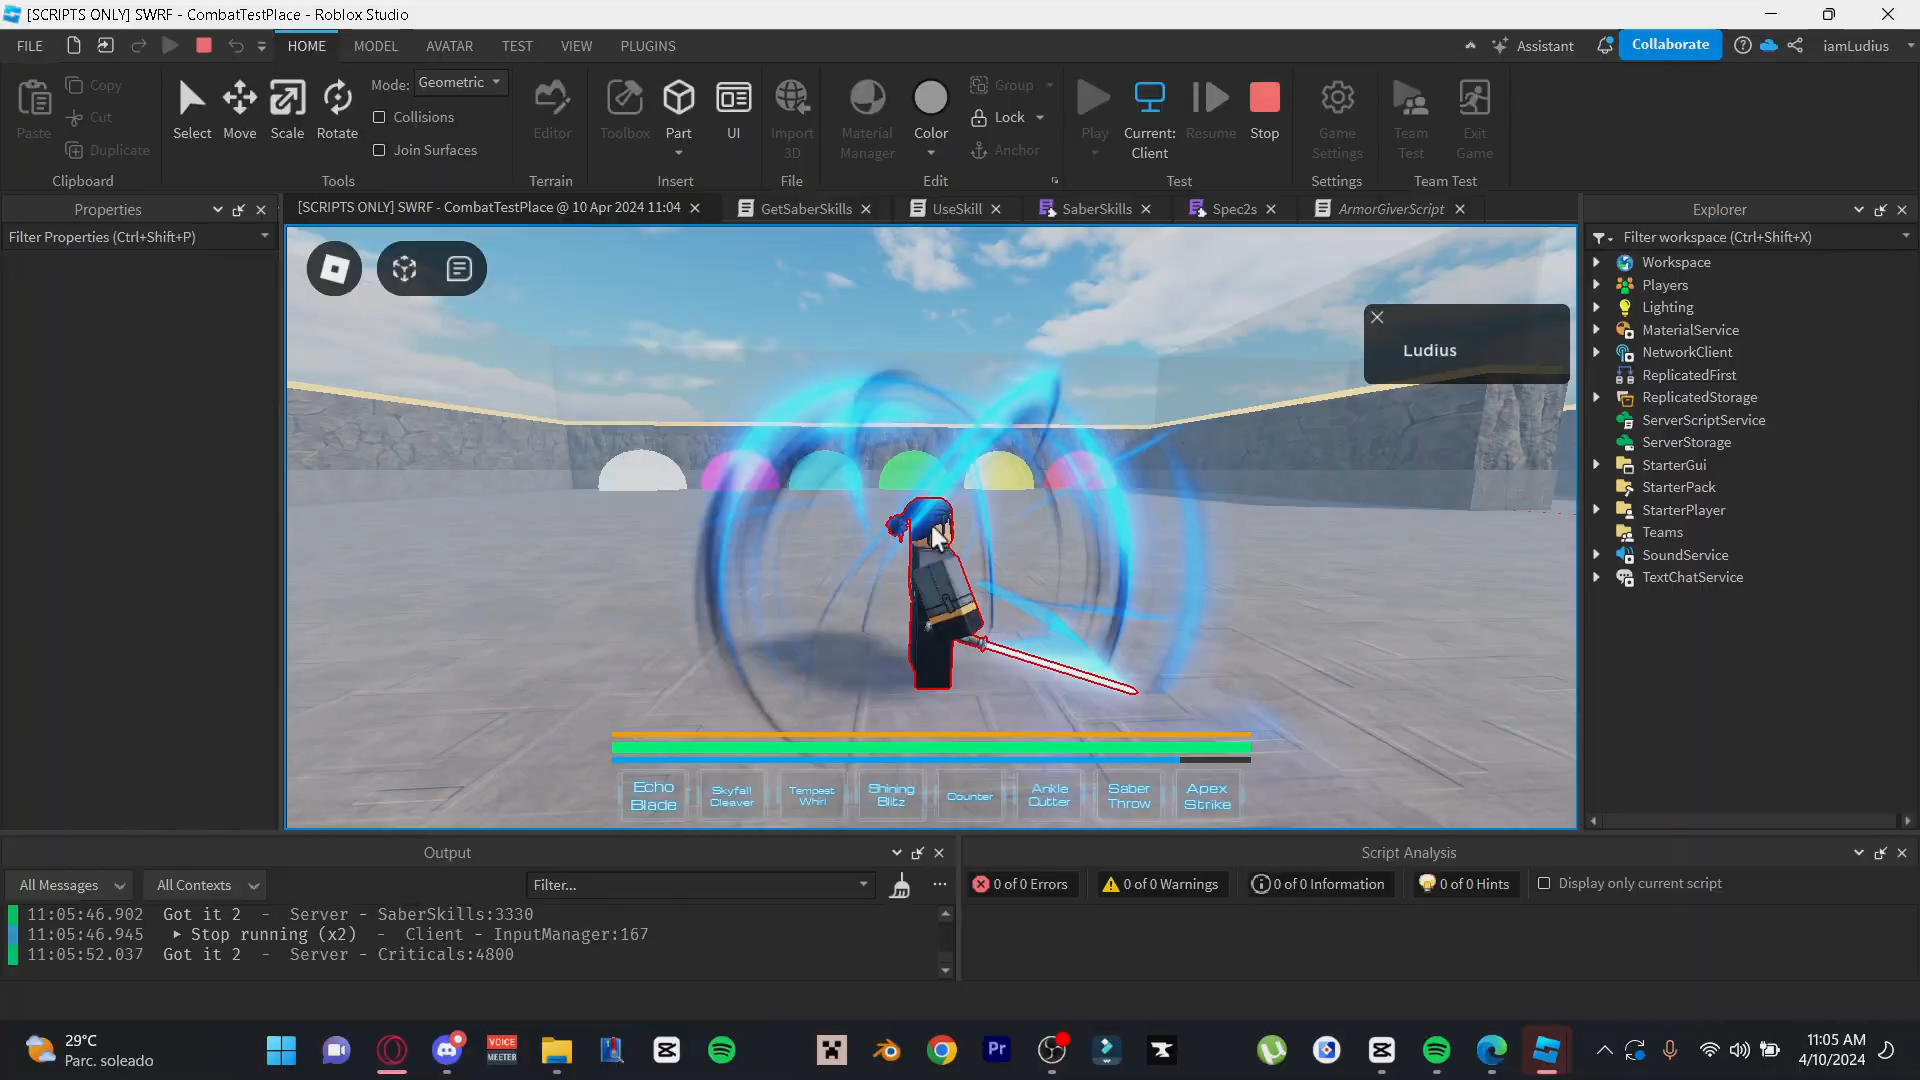 [SCRIPTS ONLY] SWRF - CombatTestPlace - Roblox Studio
FILE HOME MODEL AVATAR TEST VIEW PLUGINS Assistant Collaborate iamLudius
Paste
Copy
Cut
Duplicate
Clipboard
Select Move Scale Rotate
Mode: Geometric
Collisions
Join Surfaces
Tools
Editor
Terrain
Toolbox Part UI
Insert
Import
3D
File
Material
Manager
Color
Group
Lock
Anchor
Edit
Play
Current:
Client
Resume
Stop
Test
Game
Settings
Settings
Team
Test
Exit
Game
Team Test
Properties
Filter Properties (Ctrl+Shift+P)
[SCRIPTS ONLY] SWRF - CombatTestPlace @ 10 Apr 2024 11:04 GetSaberSkills UseSkill SaberSkills Spec2s ArmorGiverScript
Ludius
Echo
Blade
Skyfall
Cleaver
Tempest
Whirl
Shining
Blitz
Counter
Ankle
Cutter
Saber
Throw
Apex
Strike
Explorer
Filter workspace (Ctrl+Shift+X)
Workspace
Players
Lighting
MaterialService
NetworkClient
ReplicatedFirst
ReplicatedStorage
ServerScriptService
ServerStorage
StarterGui
StarterPack
StarterPlayer
Teams
SoundService
TextChatService
Output
All Messages All Contexts Filter...
11:05:46.902 Got it 2 - Server - SaberSkills:3330
11:05:46.945 Stop running (x2) - Client - InputManager:167
11:05:52.037 Got it 2 - Server - Criticals:4800
Script Analysis
0 of 0 Errors 0 of 0 Warnings 0 of 0 Information 0 of 0 Hints Display only current script
29°C
Parc. soleado
VOICE
MEETER
Pr
11:05 AM
4/10/2024